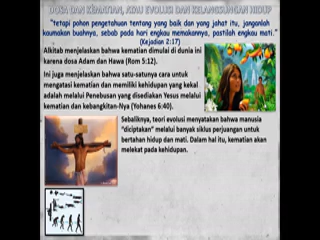 DOSA DAN KEMATIAN, ATAU EVOLUSI DAN KELANGSUNGAN HIDUP
"tetapi pohon pengetahuan tentang yang baik dan yang jahat itu, janganlah
kaumakan buahnya, sebab pada hari engkau memakannya, pastilah engkau mati."
(Kejadian 2:17)
Alkitab menjelaskan bahwa kematian dimulai di dunia ini
karena dosa Adam dan Hawa (Rom 5:12).
Ini juga menjelaskan bahwa satu-satunya cara untuk
mengatasi kematian dan memiliki kehidupan yang kekal
adalah melalui Penebusan yang disediakan Yesus melalui
kematian dan kebangkitan-Nya (Yohanes 6:40).
Sebaliknya, teori evolusi menyatakan bahwa manusia
"diciptakan" melalui banyak siklus perjuangan untuk
bertahan hidup dan mati. Dalam hal itu, kematian akan
melekat pada kehidupan.